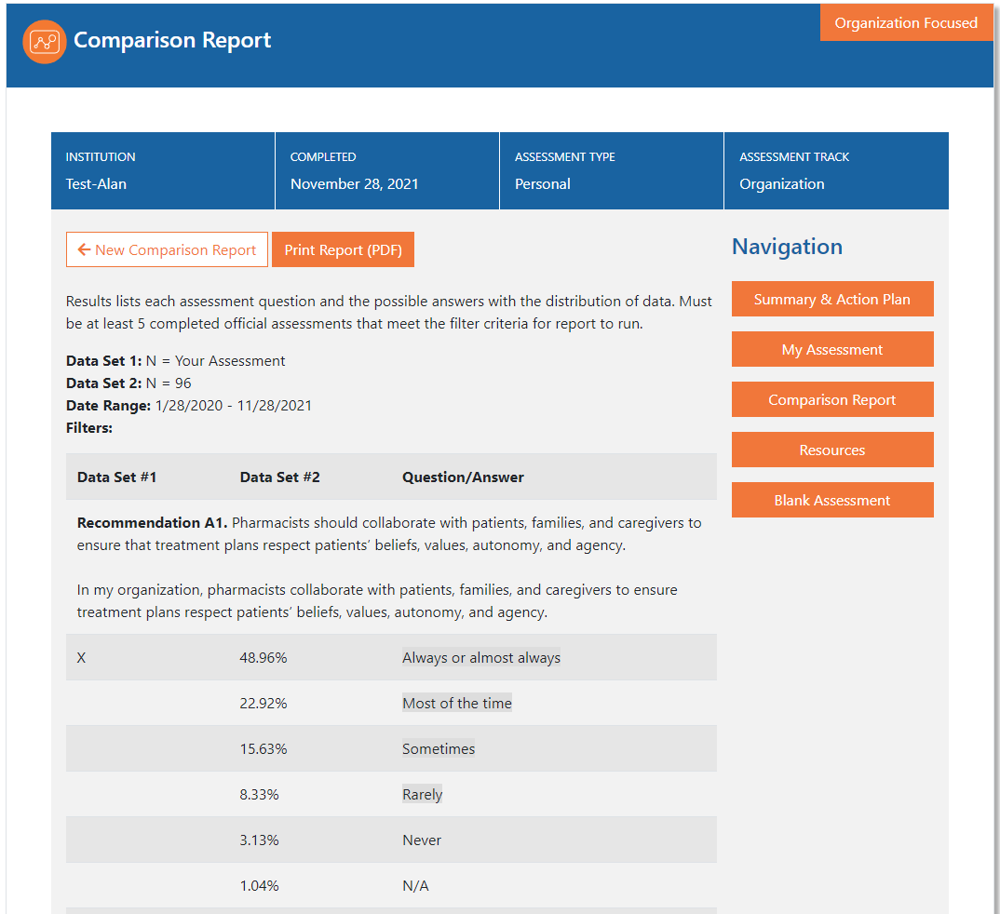 Comparison Report
Organization Focused
INSTITUTION
Test-Alan
COMPLETED
November 28, 2021
ASSESSMENT TYPE
Personal
ASSESSMENT TRACK
Organization
New Comparison Report
Print Report (PDF)
Results lists each assessment question and the possible answers with the distribution of data. Must
be at least 5 completed official assessments that meet the filter criteria for report to run.
Data Set 1: N = Your Assessment
Data Set 2: N = 96
Date Range: 1/28/2020 - 11/28/2021
Filters:
Data Set #1 Data Set #2 Question/Answer
Recommendation A1. Pharmacists should collaborate with patients, families, and caregivers to
ensure that treatment plans respect patients’ beliefs, values, autonomy, and agency.
In my organization, pharmacists collaborate with patients, families, and caregivers to ensure
treatment plans respect patients’ beliefs, values, autonomy, and agency.
X 48.96% Always or almost always
22.92% Most of the time
15.63% Sometimes
8.33% Rarely
3.13% Never
1.04% N/A
Navigation
Summary & Action Plan
My Assessment
Comparison Report
Resources
Blank Assessment